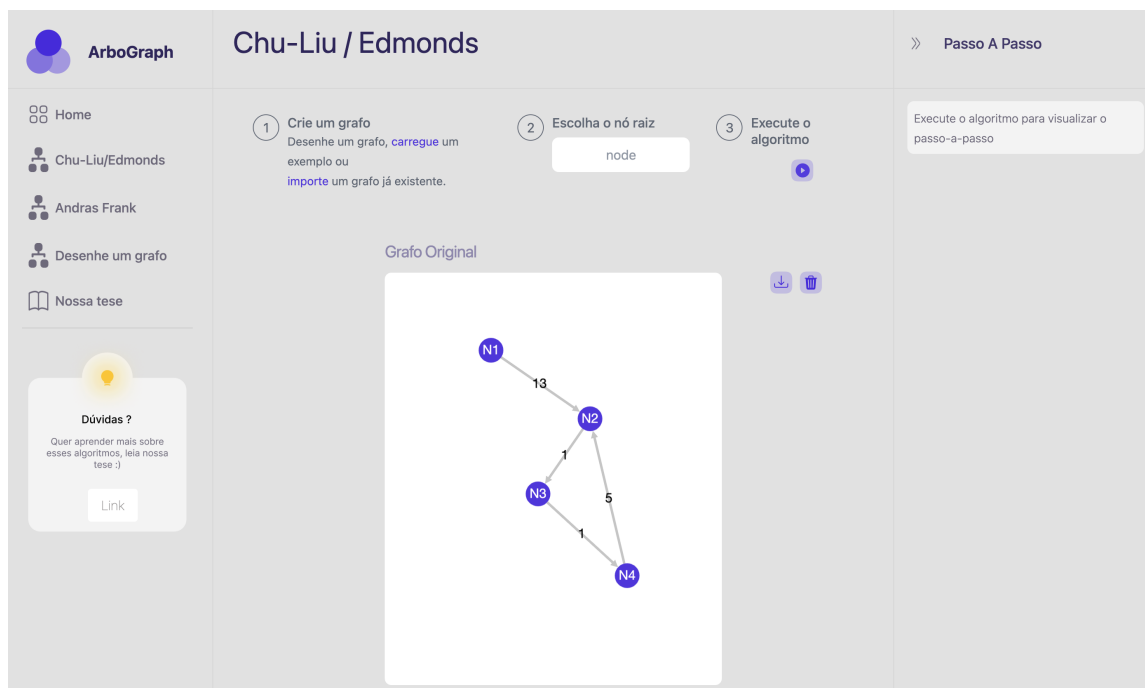 ArboGraph
Home
Chu-Liu/Edmonds
Andras Frank
Desenhe um grafo
Nossa tese
Dúvidas ?
Quer aprender mais sobre
esses algoritmos, leia nossa
tese :)
Link
Chu-Liu / Edmonds
1
Crie um grafo
Desenhe um grafo, carregue um
exemplo ou
importe um grafo já existente.
2
Escolha o nó raiz
node
3
Execute o
algoritmo
Grafo Original
N1
13
N2
1
N3
5
1
N4
Passo A Passo
Execute o algoritmo para visualizar o
passo-a-passo